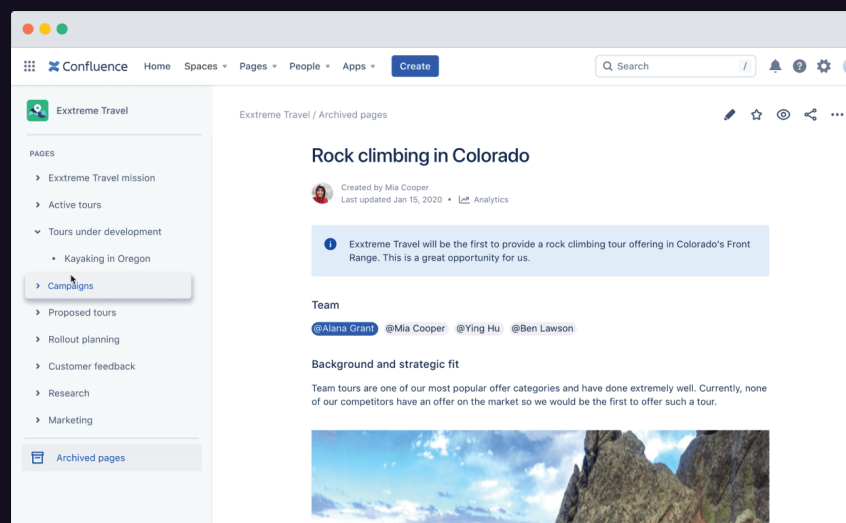 Confluence Home Spaces Pages People Apps Create Search /
Exxtreme Travel
PAGES
Exxtreme Travel mission
Active tours
Tours under development
Kayaking in Oregon
Campaigns
Proposed tours
Rollout planning
Customer feedback
Research
Marketing
Archived pages
Exxtreme Travel / Archived pages
Rock climbing in Colorado
Created by Mia Cooper
Last updated Jan 15, 2020 • Analytics
Exxtreme Travel will be the first to provide a rock climbing tour offering in Colorado's Front
Range. This is a great opportunity for us.
Team
@Alana Grant @Mia Cooper @Ying Hu @Ben Lawson
Background and strategic fit
Team tours are one of our most popular offer categories and have done extremely well. Currently, none
of our competitors have an offer on the market so we would be the first to offer such a tour.